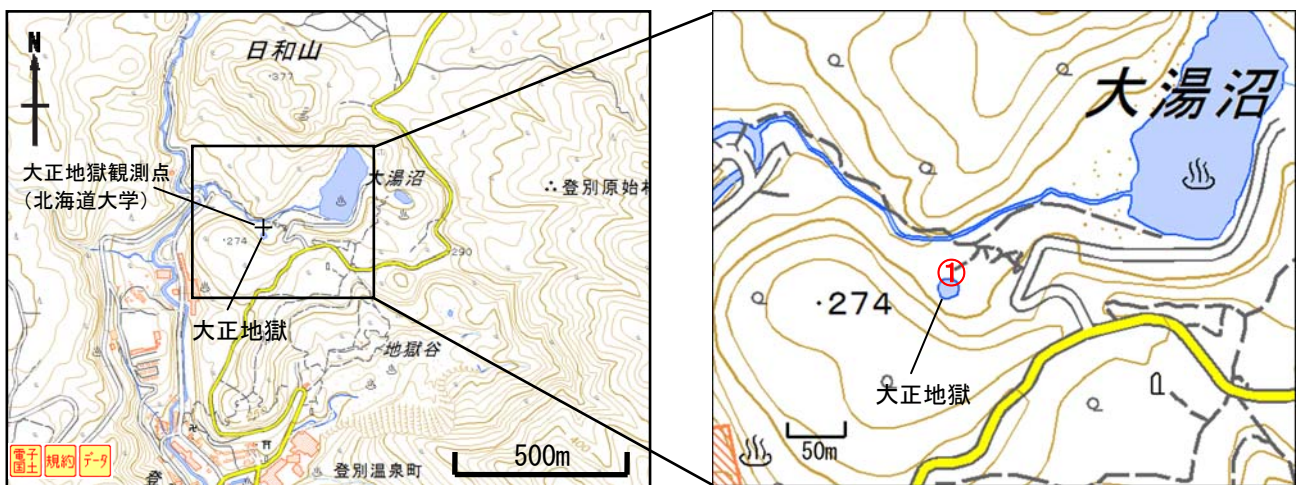 N
日和山
・377
大正地獄観測点
(北海道大学)
大湯沼
∴登別原始林
・274
・290
大正地獄
地獄谷
400
電子
国土
規約
データ
登
登別温泉町
500m
大湯沼
①
・274
大正地獄
50m